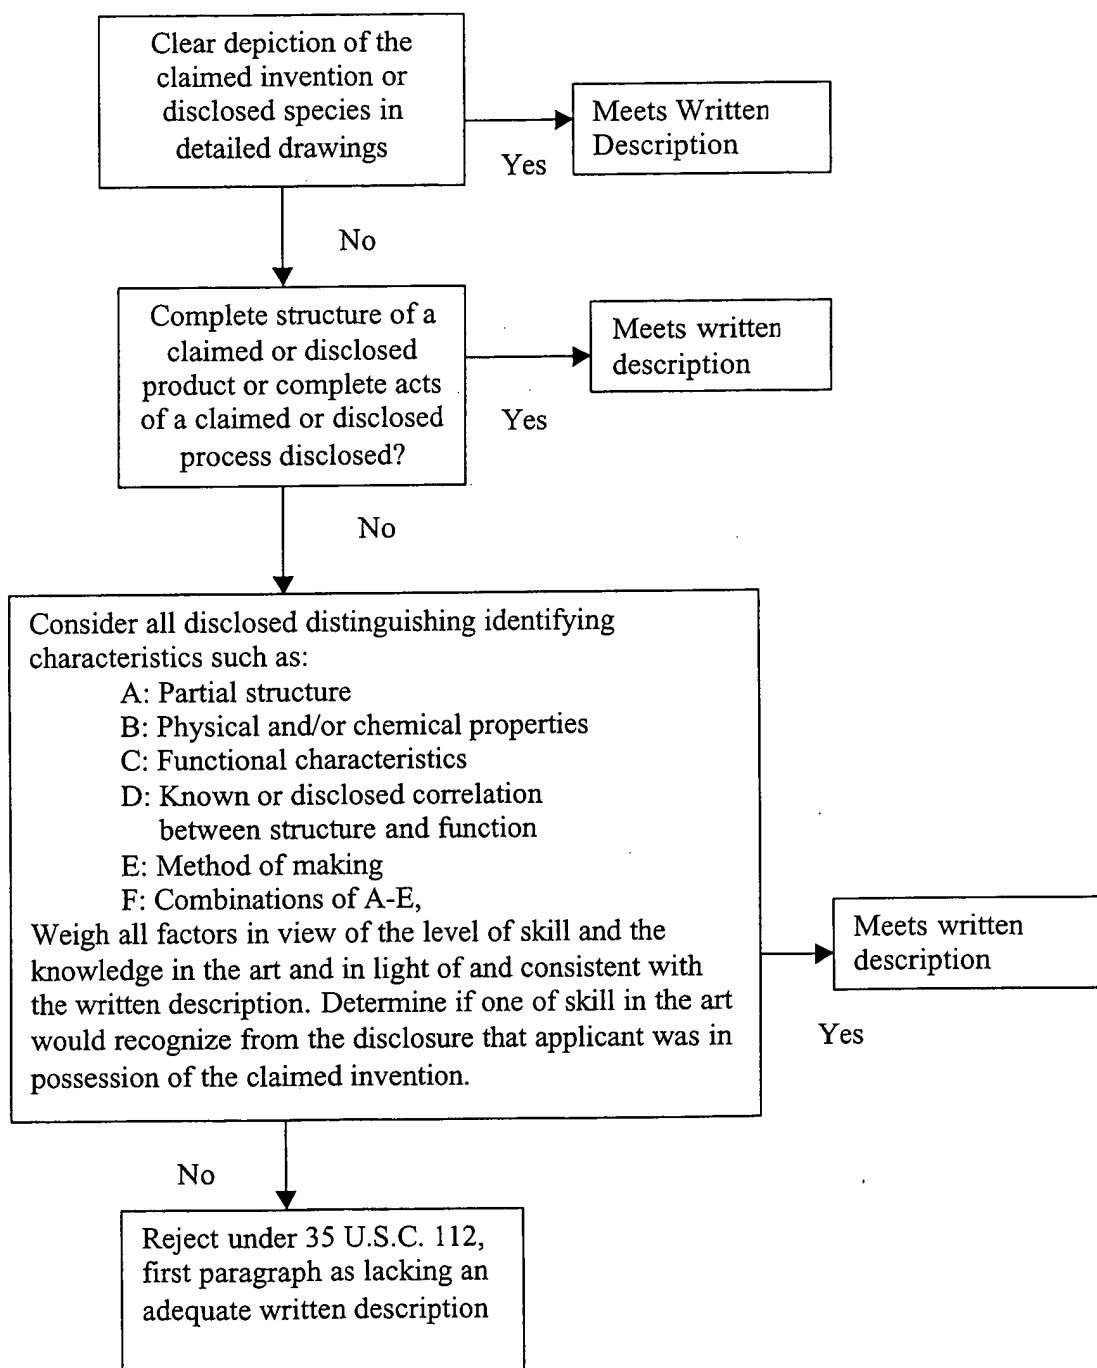 Clear depiction of the
claimed invention or
disclosed species in
detailed drawings
Meets Written
Description
Yes
No
Complete structure of a
claimed or disclosed
product or complete acts
of a claimed or disclosed
process disclosed?
Meets written
description
Yes
No
Consider all disclosed distinguishing identifying
characteristics such as:
A: Partial structure
B: Physical and/or chemical properties
C: Functional characteristics
D: Known or disclosed correlation
between structure and function
E: Method of making
F: Combinations of A-E,
Weigh all factors in view of the level of skill and the
knowledge in the art and in light of and consistent with
the written description. Determine if one of skill in the art
would recognize from the disclosure that applicant was in
possession of the claimed invention.
Meets written
description
Yes
No
Reject under 35 U.S.C. 112,
first paragraph as lacking an
adequate written description